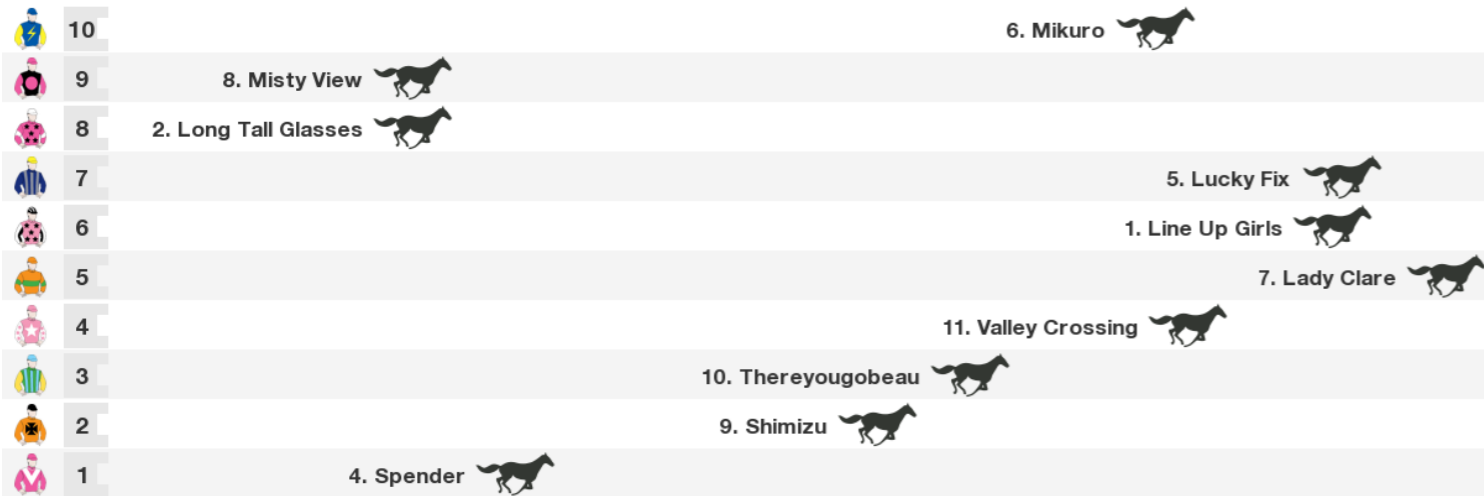 10 6. Mikuro
9 8. Misty View
8 2. Long Tall Glasses
7 5. Lucky Fix
6 1. Line Up Girls
5 7. Lady Clare
4 11. Valley Crossing
3 10. Thereyougobeau
2 9. Shimizu
1 4. Spender